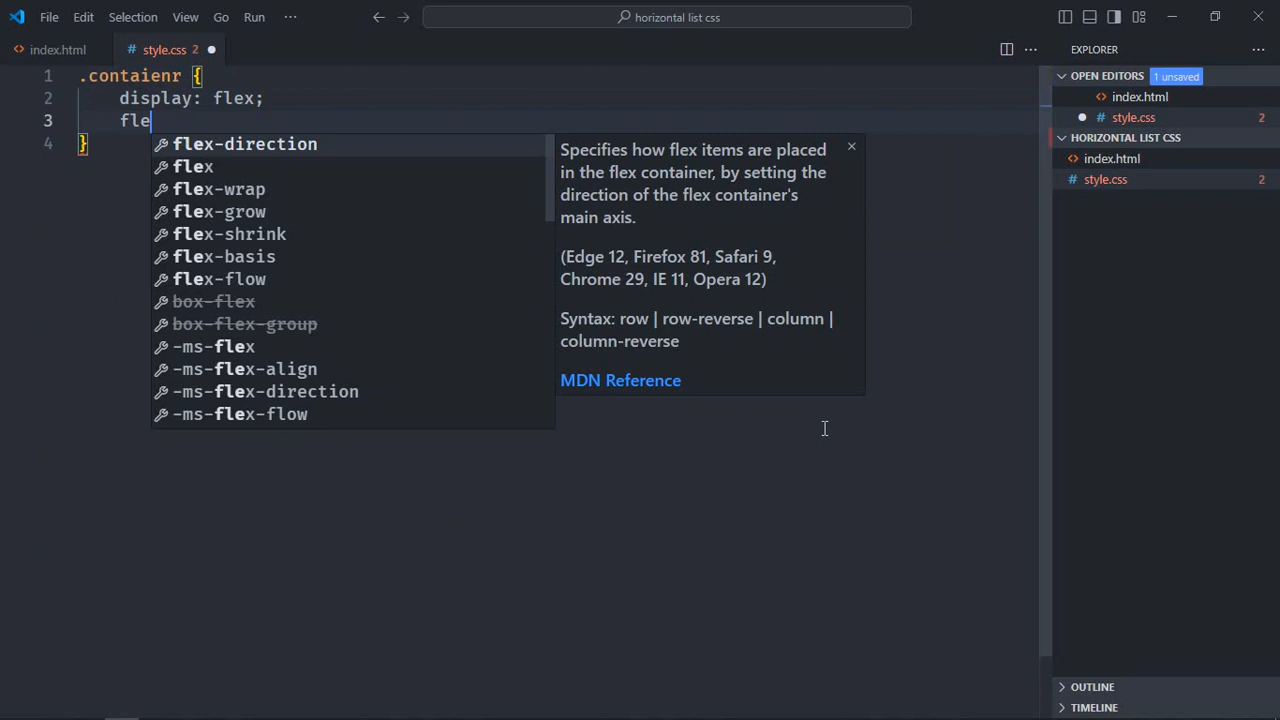 File Edit Selection View Go Run ··· horizontal list css
index.html style.css 2 EXPLORER
1 .contaienr {
2 display: flex;
3 fle
4 }
flex-direction
flex
flex-wrap
flex-grow
flex-shrink
flex-basis
flex-flow
box-flex
box-flex-group
-ms-flex
-ms-flex-align
-ms-flex-direction
-ms-flex-flow
Specifies how flex items are placed
in the flex container, by setting the
direction of the flex container's
main axis.
(Edge 12, Firefox 81, Safari 9,
Chrome 29, IE 11, Opera 12)
Syntax: row | row-reverse | column |
column-reverse
MDN Reference
OPEN EDITORS 1 unsaved
index.html
style.css 2
HORIZONTAL LIST CSS
index.html
style.css 2
OUTLINE
TIMELINE